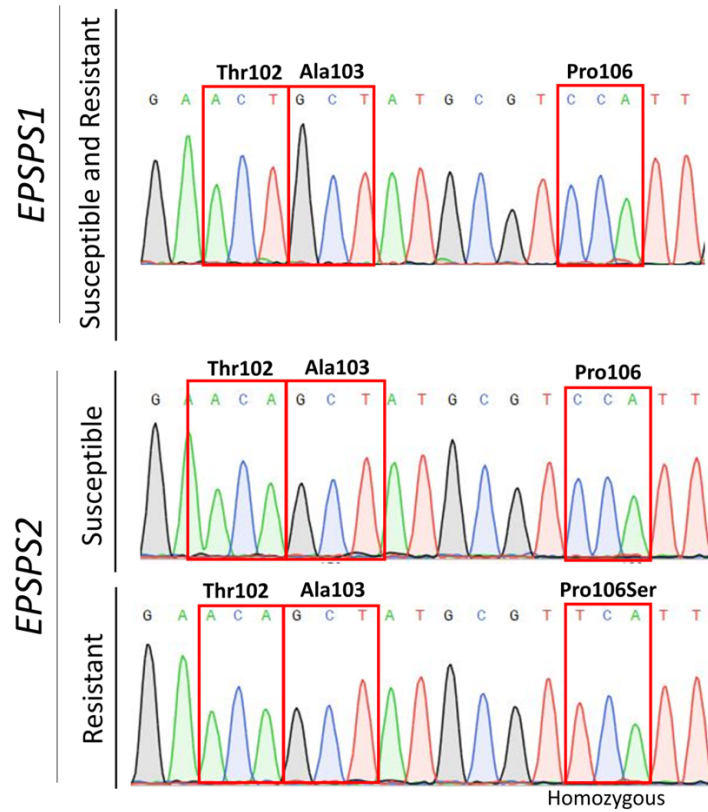 EPSPS1
Susceptible and Resistant
Thr102 Ala103 Pro106
G A A C T G C T A T G C G T C C A T T
EPSPS2
Susceptible
Thr102 Ala103 Pro106
G A A C A G C T A T G C G T C C A T T
Resistant
Thr102 Ala103 Pro106Ser
G A A C A G C T A T G C G T T C A T T
Homozygous